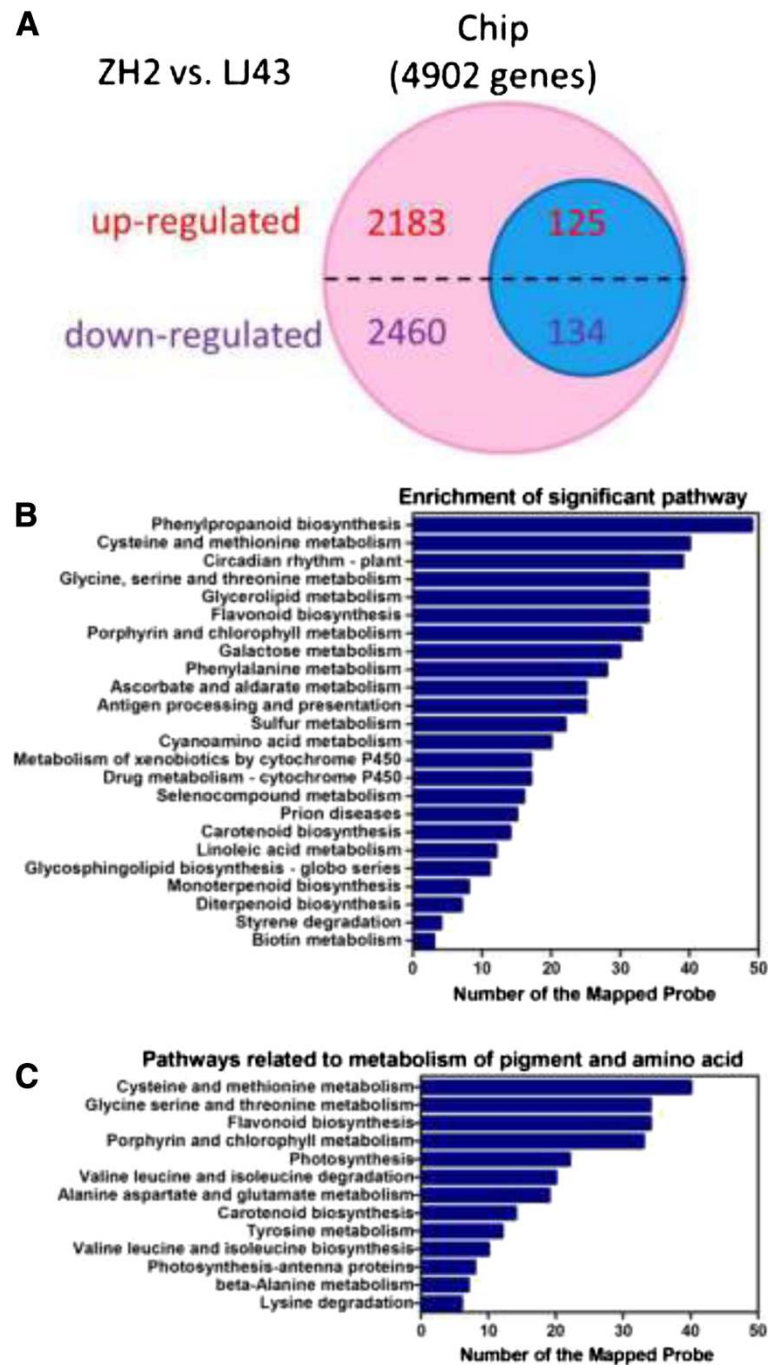 A
ZH2 vs. LJ43
Chip
(4902 genes)
up-regulated 2183 125
down-regulated 2460 134
B
Enrichment of significant pathway
Phenylpropanoid biosynthesis
Cysteine and methionine metabolism
Circadian rhythm - plant
Glycine, serine and threonine metabolism
Glycerolipid metabolism
Flavonoid biosynthesis
Porphyrin and chlorophyll metabolism
Galactose metabolism
Phenylalanine metabolism
Ascorbate and aldarate metabolism
Antigen processing and presentation
Sulfur metabolism
Cyanoamino acid metabolism
Metabolism of xenobiotics by cytochrome P450
Drug metabolism - cytochrome P450
Selenocompound metabolism
Prion diseases
Carotenoid biosynthesis
Linoleic acid metabolism
Glycosphingolipid biosynthesis - globo series
Monoterpenoid biosynthesis
Diterpenoid biosynthesis
Styrene degradation
Biotin metabolism
0 10 20 30 40 50
Number of the Mapped Probe
C
Pathways related to metabolism of pigment and amino acid
Cysteine and methionine metabolism
Glycine serine and threonine metabolism
Flavonoid biosynthesis
Porphyrin and chlorophyll metabolism
Photosynthesis
Valine leucine and isoleucine degradation
Alanine aspartate and glutamate metabolism
Carotenoid biosynthesis
Tyrosine metabolism
Valine leucine and isoleucine biosynthesis
Photosynthesis-antenna proteins
beta-Alanine metabolism
Lysine degradation
0 10 20 30 40 50
Number of the Mapped Probe